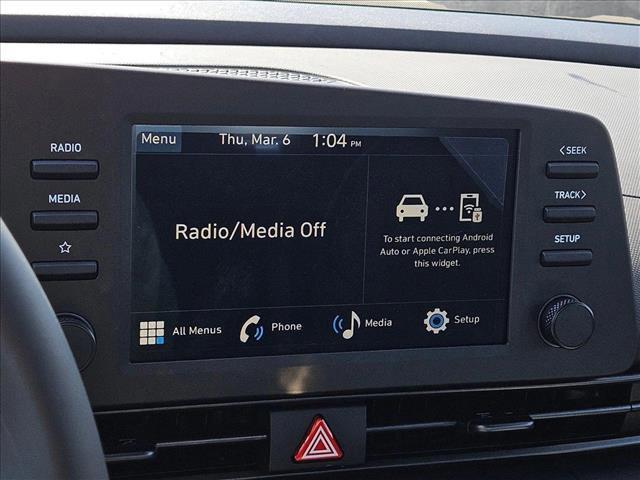 RADIO
MEDIA
Menu
Thu, Mar. 6
1:04 PM
Radio/Media Off
To start connecting Android
Auto or Apple CarPlay, press
this widget.
All Menus
Phone
Media
Setup
<SEEK
TRACK>
SETUP